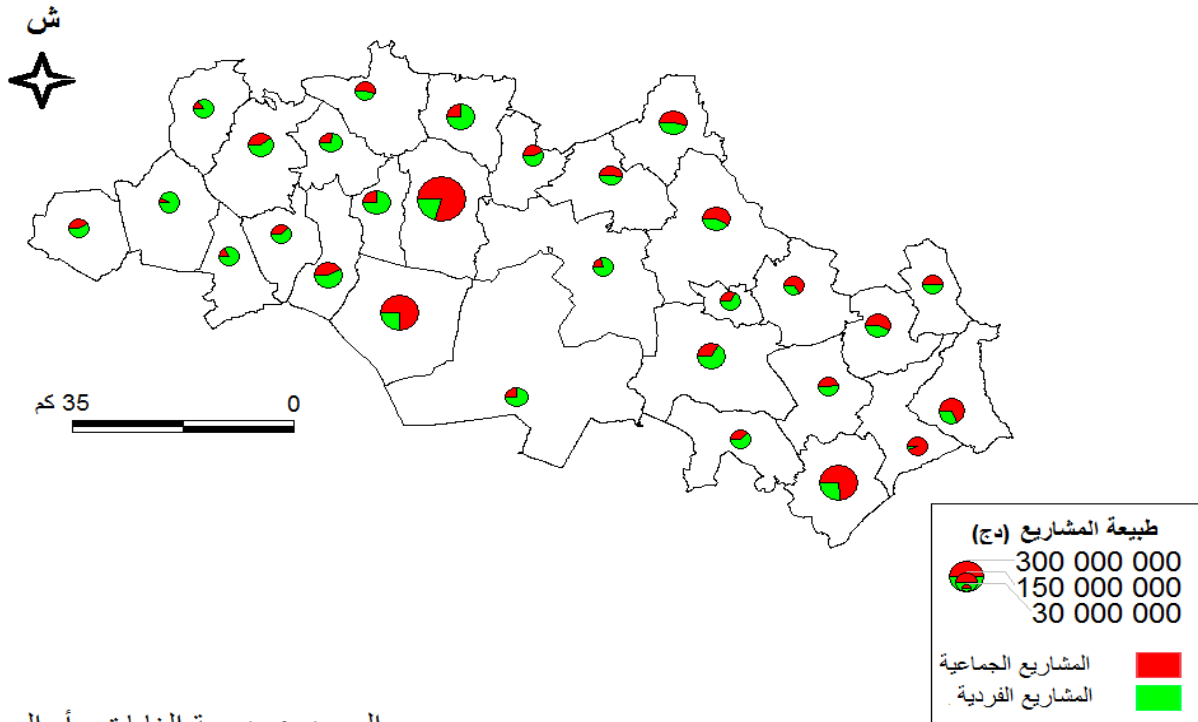 ش
35 كم 0
طبيعة المشاريع (دج)
300 000 000
150 000 000
30 000 000
المشاريع الجماعية
المشاريع الفردية